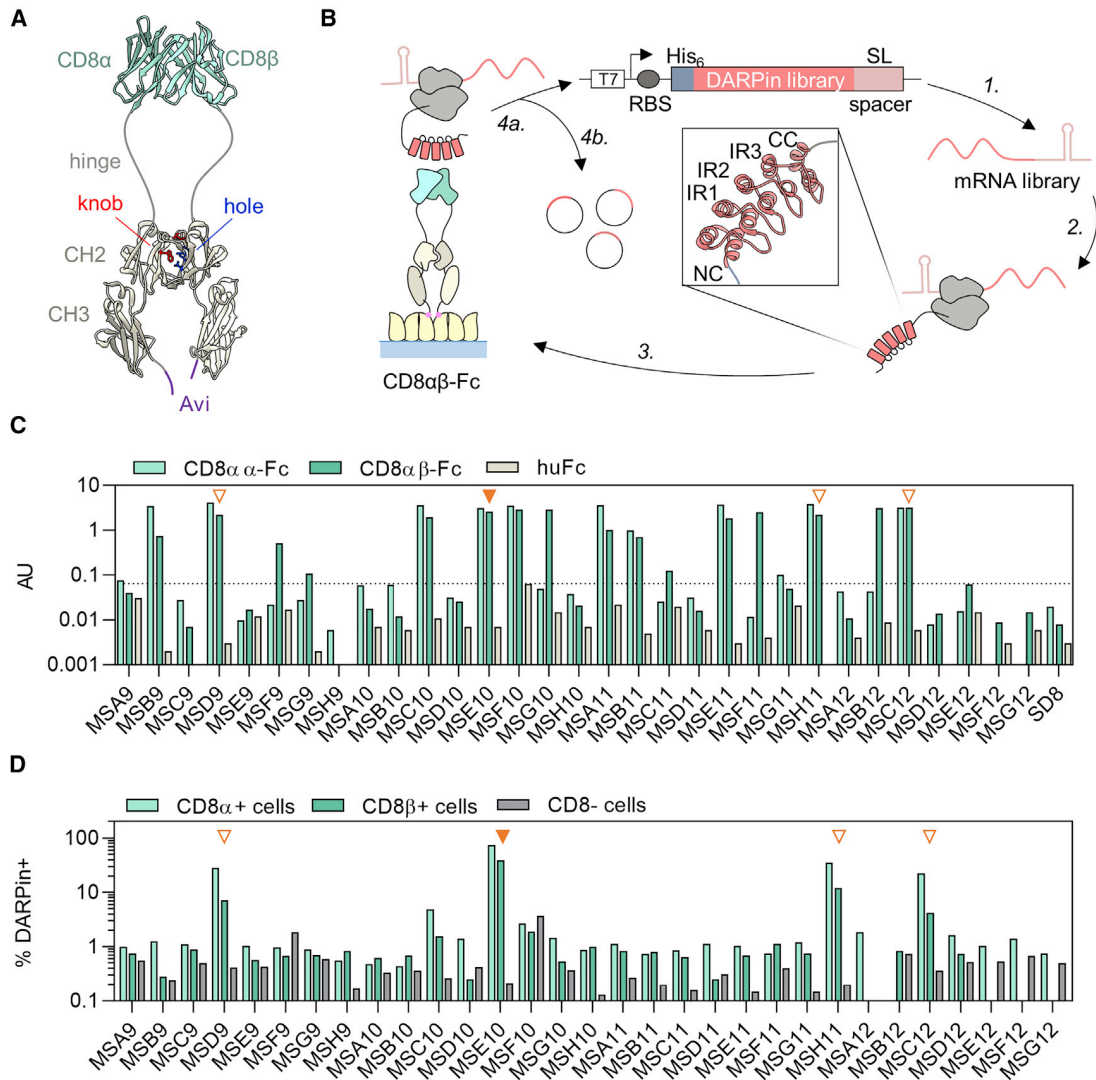 A
CD8α
CD8β
hinge
knob
hole
CH2
CH3
Avi
B
4a.
4b.
T7
RBS
His6
DARPin library
SL
spacer
1.
mRNA library
2.
CC
IR3
IR2
IR1
NC
3.
CD8αβ-Fc
C
CD8α α-Fc
CD8α β-Fc
huFc
AU
10
1
0.1
0.01
0.001
MSA9
MSB9
MSC9
MSD9
MSE9
MSF9
MSG9
MSH9
MSA10
MSB10
MSC10
MSD10
MSE10
MSF10
MSG10
MSH10
MSA11
MSB11
MSC11
MSD11
MSE11
MSF11
MSG11
MSH11
MSA12
MSB12
MSC12
MSD12
MSE12
MSF12
MSG12
SD8
D
CD8α+ cells
CD8β+ cells
CD8- cells
% DARPin+
100
10
1
0.1
MSA9
MSB9
MSC9
MSD9
MSE9
MSF9
MSG9
MSH9
MSA10
MSB10
MSC10
MSD10
MSE10
MSF10
MSG10
MSH10
MSA11
MSB11
MSC11
MSD11
MSE11
MSF11
MSG11
MSH11
MSA12
MSB12
MSC12
MSD12
MSE12
MSF12
MSG12